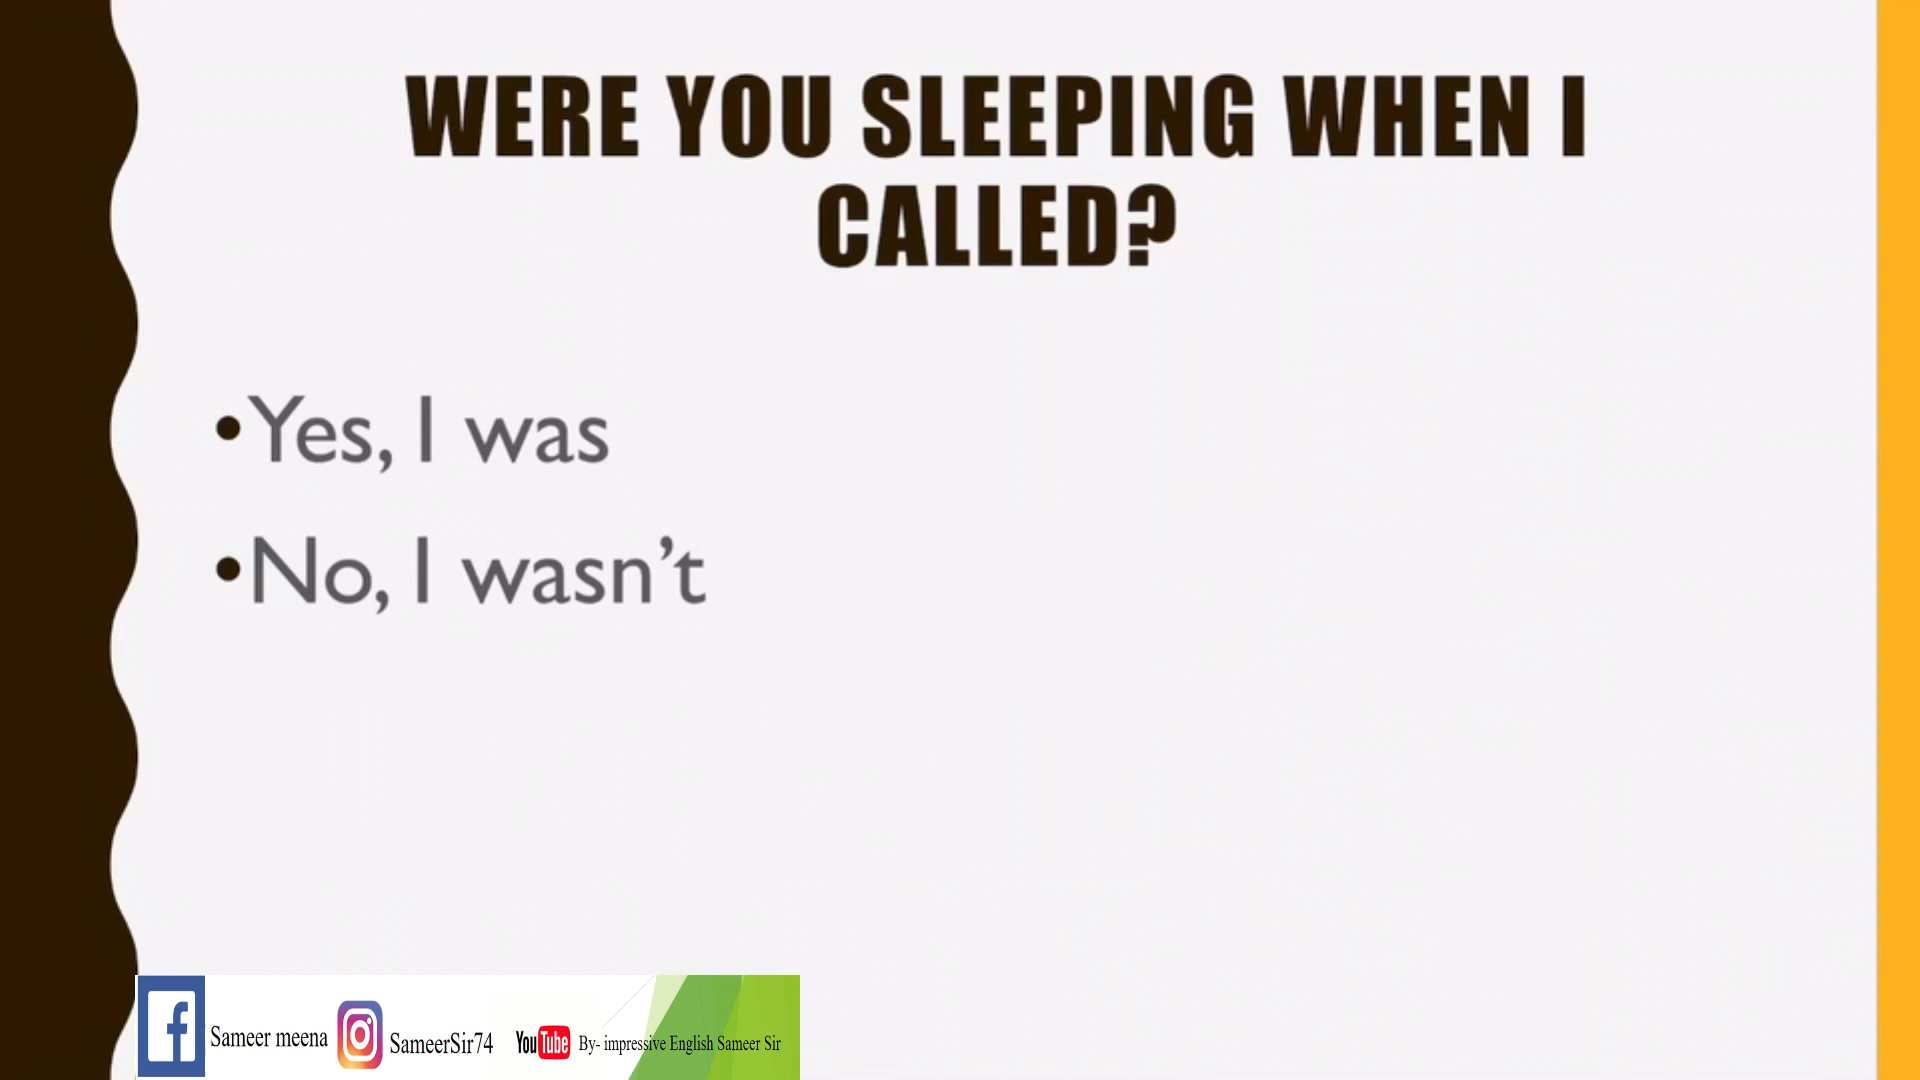 WERE YOU SLEEPING WHEN I
CALLED?
•Yes, I was
•No, I wasn’t
Sameer meena
SameerSir74
YouTube
By- impressive English Sameer Sir